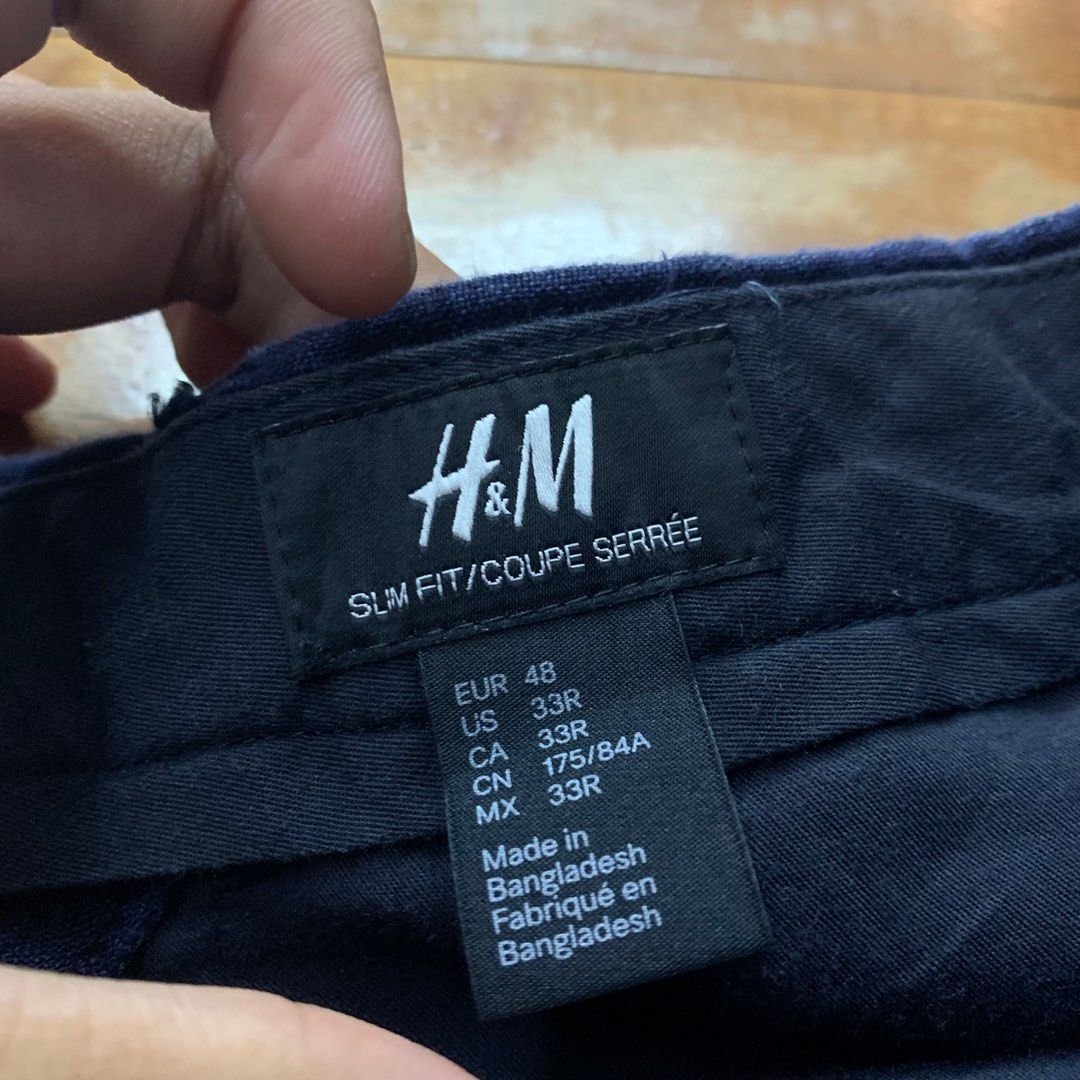 H&M
SLIM FIT/COUPE SERRÉE
EUR 48
US 33R
CA 33R
CN 175/84A
MX 33R
Made in
Bangladesh
Fabriqué en
Bangladesh